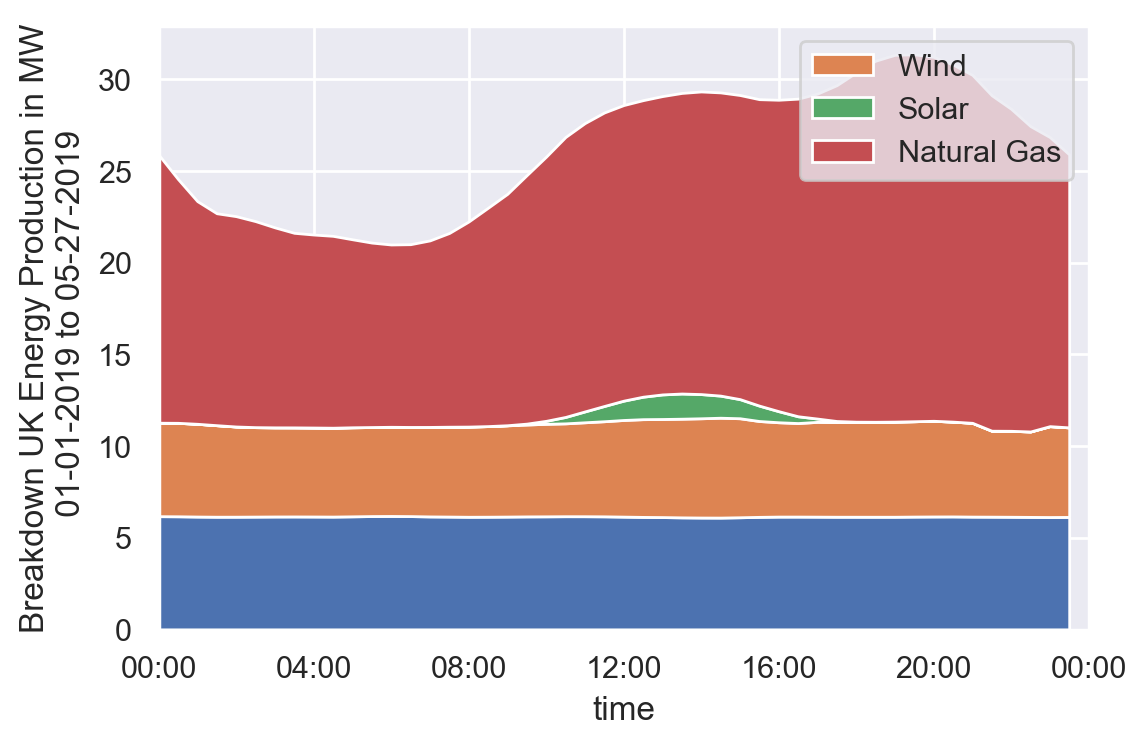 Breakdown UK Energy Production in MW
01-01-2019 to 05-27-2019
30
25
20
15
10
5
0
Wind
Solar
Natural Gas
00:00 04:00 08:00 12:00 16:00 20:00 00:00
time